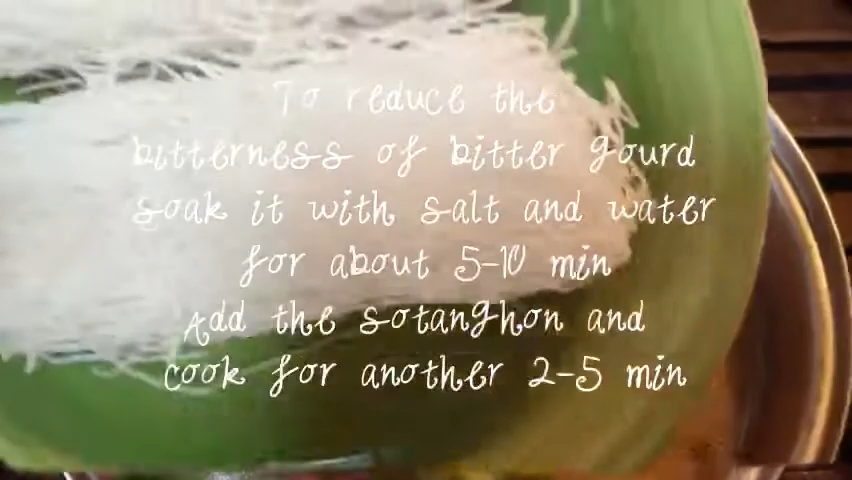 To reduce the
bitterness of bitter gourd
soak it with salt and water
for about 5-10 min
Add the sotanghon and
cook for another 2-5 min